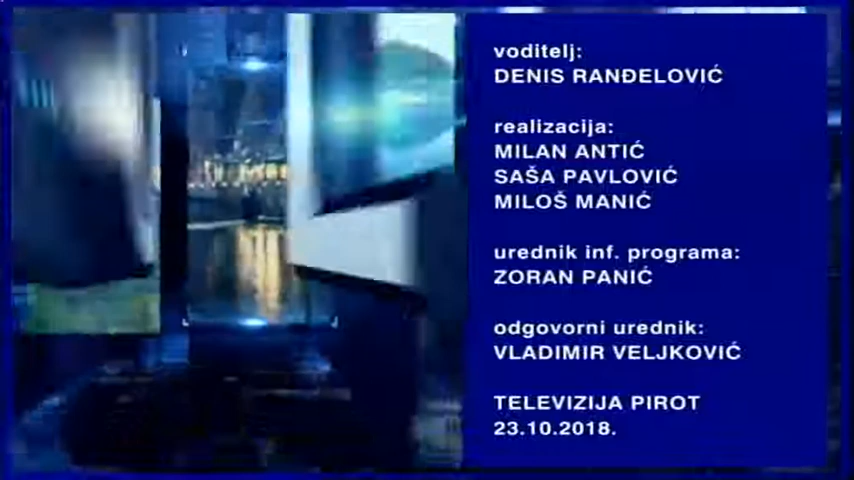 voditelj:
DENIS RANĐELOVIĆ
realizacija:
MILAN ANTIĆ
SAŠA PAVLOVIĆ
MILOŠ MANIĆ
urednik inf. programa:
ZORAN PANIĆ
odgovorni urednik:
VLADIMIR VELJKOVIĆ
TELEVIZIJA PIROT
23.10.2018.